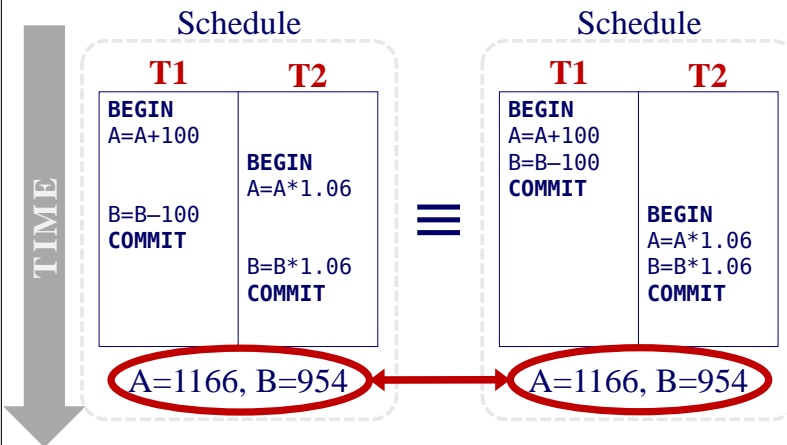 Schedule
T1 T2
BEGIN
A=A+100
BEGIN
A=A*1.06
B=B–100
COMMIT
B=B*1.06
COMMIT
A=1166, B=954
TIME
≡
Schedule
T1 T2
BEGIN
A=A+100
B=B–100
COMMIT
BEGIN
A=A*1.06
B=B*1.06
COMMIT
A=1166, B=954